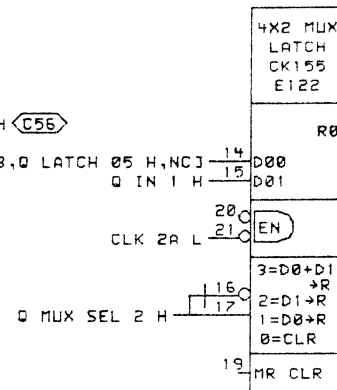 4X2 MUX
LATCH
CK155
E122
H C56
R0
3,Q LATCH 05 H,NC] 14 D00
Q IN 1 H 15 D01
20
CLK 2A L 21 EN
16
Q MUX SEL 2 H 17
3=D0+D1
→R
2=D1→R
1=D0→R
0=CLR
19 MR CLR